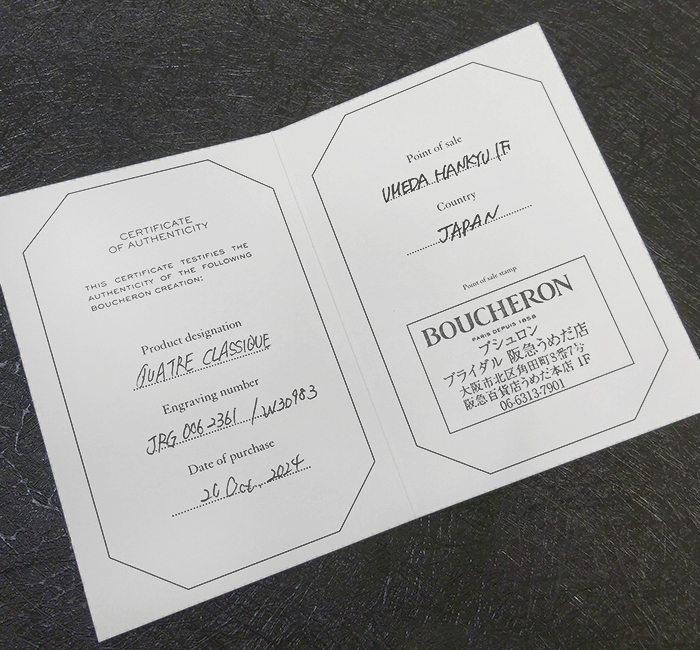 CERTIFICATE
OF AUTHENTICITY
THIS CERTIFICATE TESTIFIES THE
AUTHENTICITY OF THE FOLLOWING
BOUCHERON CREATION:
Product designation
QUATRE CLASSIQUE
Engraving number
JRG 006 2361 / W30983
Date of purchase
20 Oct. 2024
Point of sale
UMEDA HANKYU 1F
Country
JAPAN
Point of sale stamp
BOUCHERON
PARIS DEPUIS 1858
ブシュロン
ブライダル 阪急うめだ店
大阪市北区角田町8番7号
阪急百貨店うめだ本店 1F
06-6313-7901